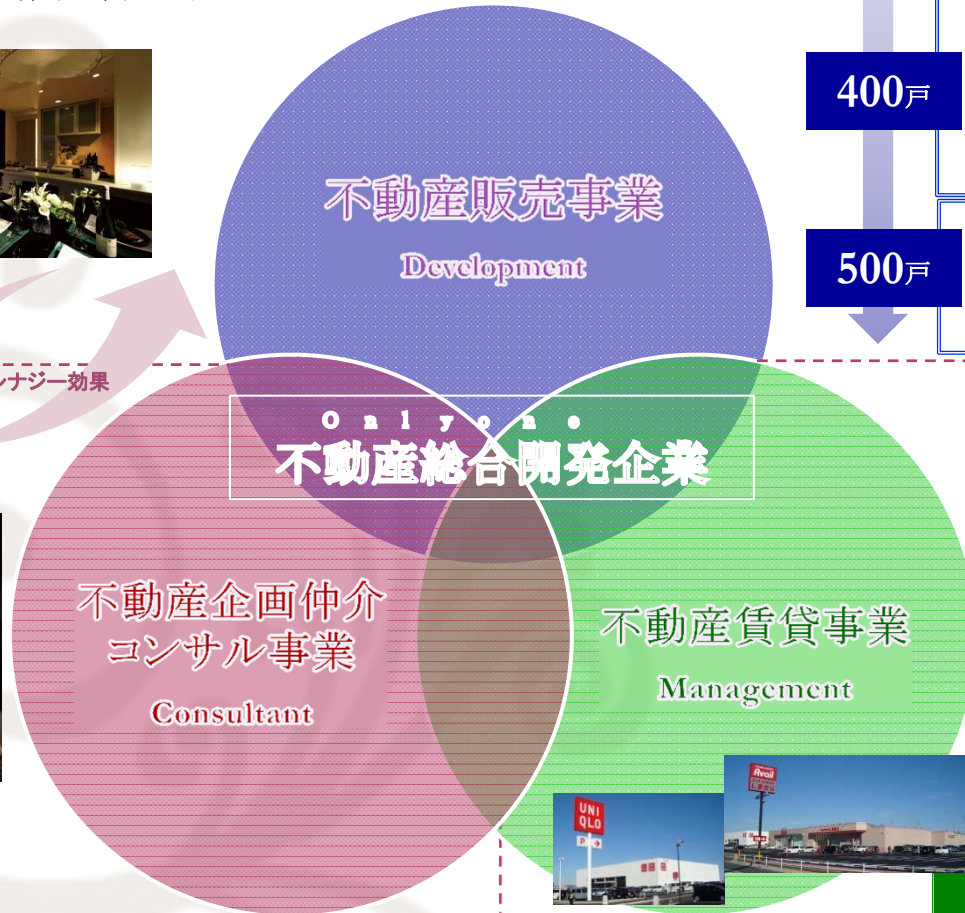 400戸
不動産販売事業
Development
500戸
ナジー効果
Onlyone
不動産総合開発企業
不動産企画仲介
コンサル事業
Consultant
不動産賃貸事業
Management
Avail
UNI
QLO
P